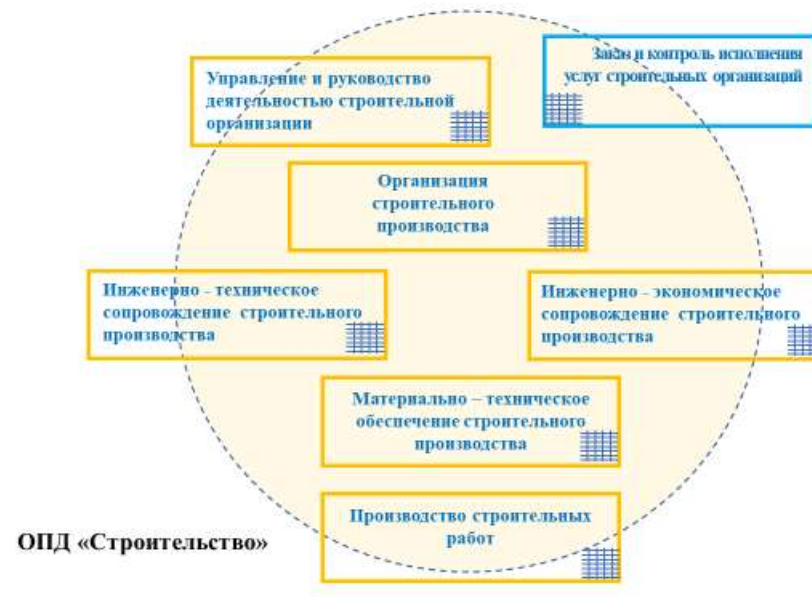 Заказ и контроль исполнения
услуг строительных организаций
Управление и руководство
деятельностью строительной
организации
Организация
строительного
производства
Инженерно - техническое
сопровождение строительного
производства
Инженерно - экономическое
сопровождение строительного
производства
Материально – техническое
обеспечение строительного
производства
Производство строительных
работ
ОПД «Строительство»